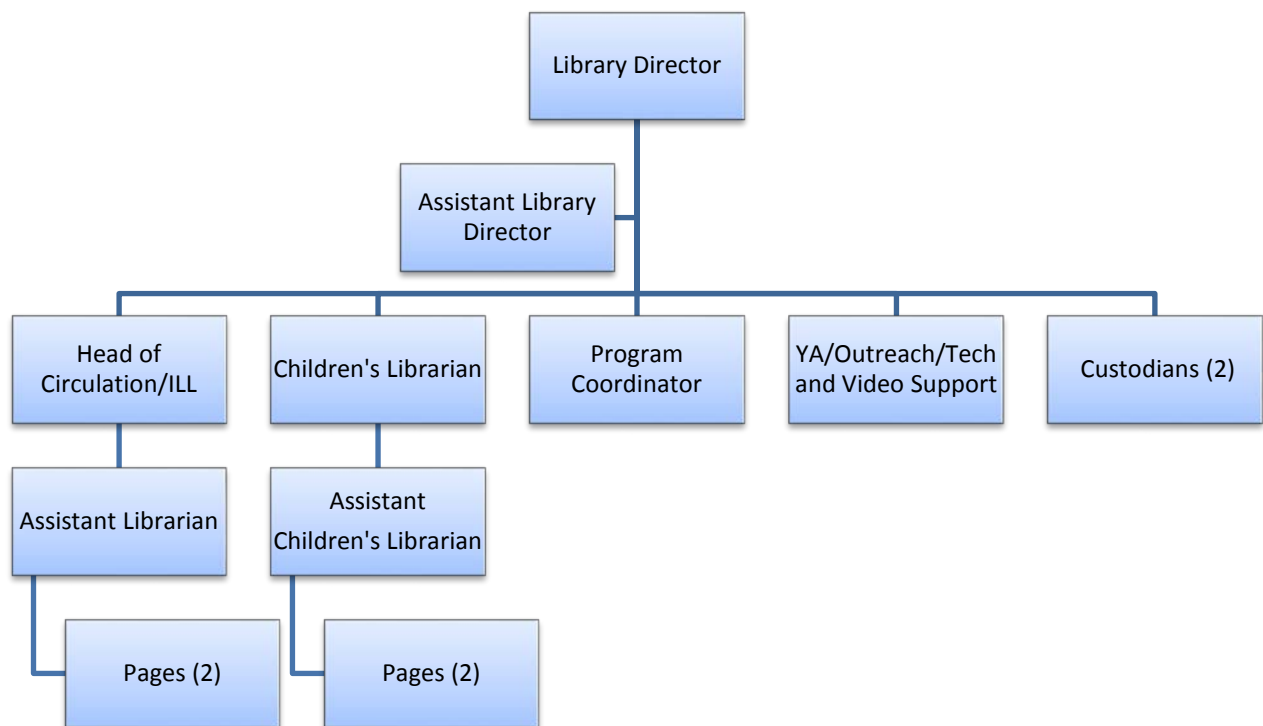 Library Director
Assistant Library
Director
Head of
Circulation/ILL
Children's Librarian
Program
Coordinator
YA/Outreach/Tech
and Video Support
Custodians (2)
Assistant Librarian
Assistant
Children's Librarian
Pages (2)
Pages (2)